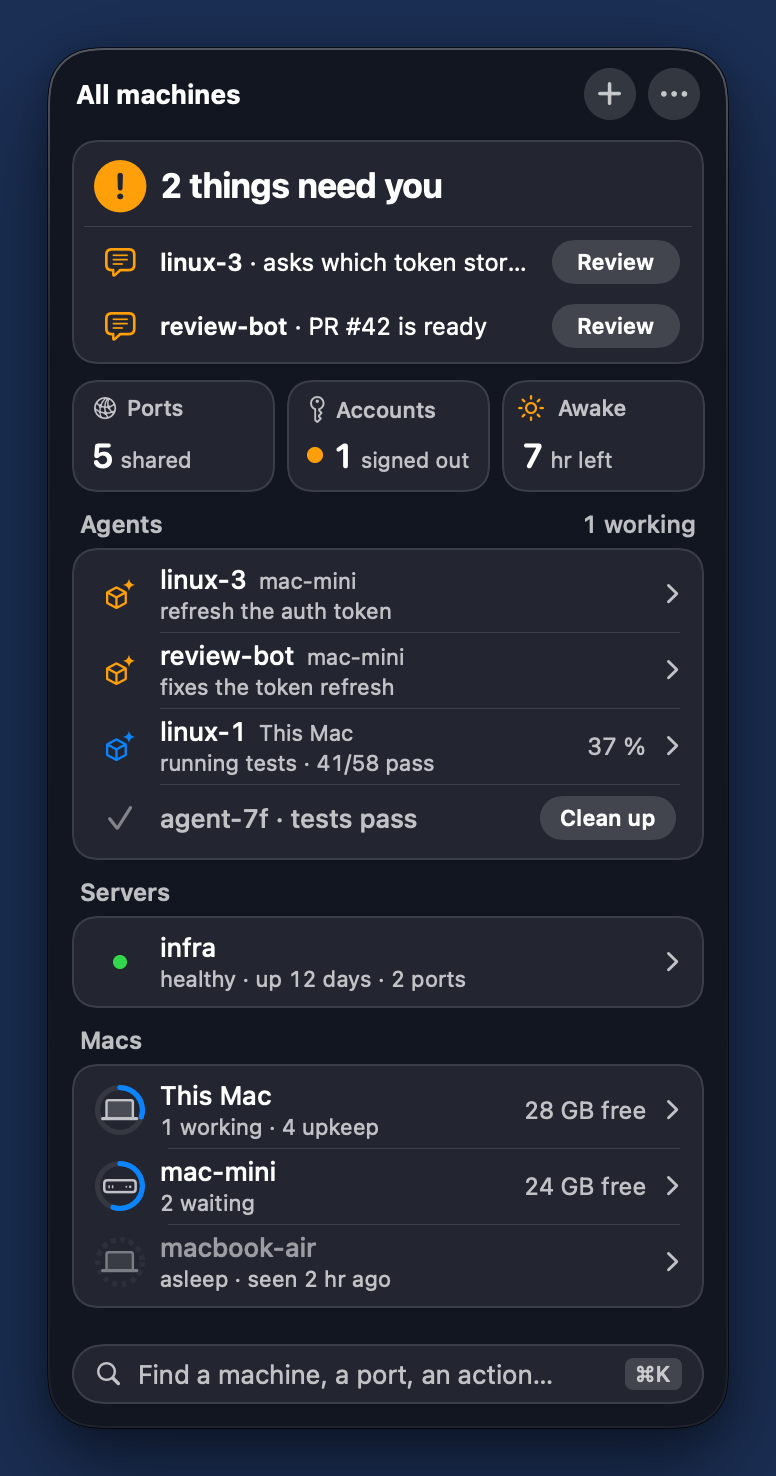 All machines
2 things need you
linux-3 · asks which token stor...
Review
review-bot · PR #42 is ready
Review
Ports
5 shared
Accounts
1 signed out
Awake
7 hr left
Agents
1 working
linux-3 mac-mini
refresh the auth token
review-bot mac-mini
fixes the token refresh
linux-1 This Mac
running tests · 41/58 pass
37 %
agent-7f · tests pass
Clean up
Servers
infra
healthy · up 12 days · 2 ports
Macs
This Mac
1 working · 4 upkeep
28 GB free
mac-mini
2 waiting
24 GB free
macbook-air
asleep · seen 2 hr ago
Find a machine, a port, an action...
⌘K